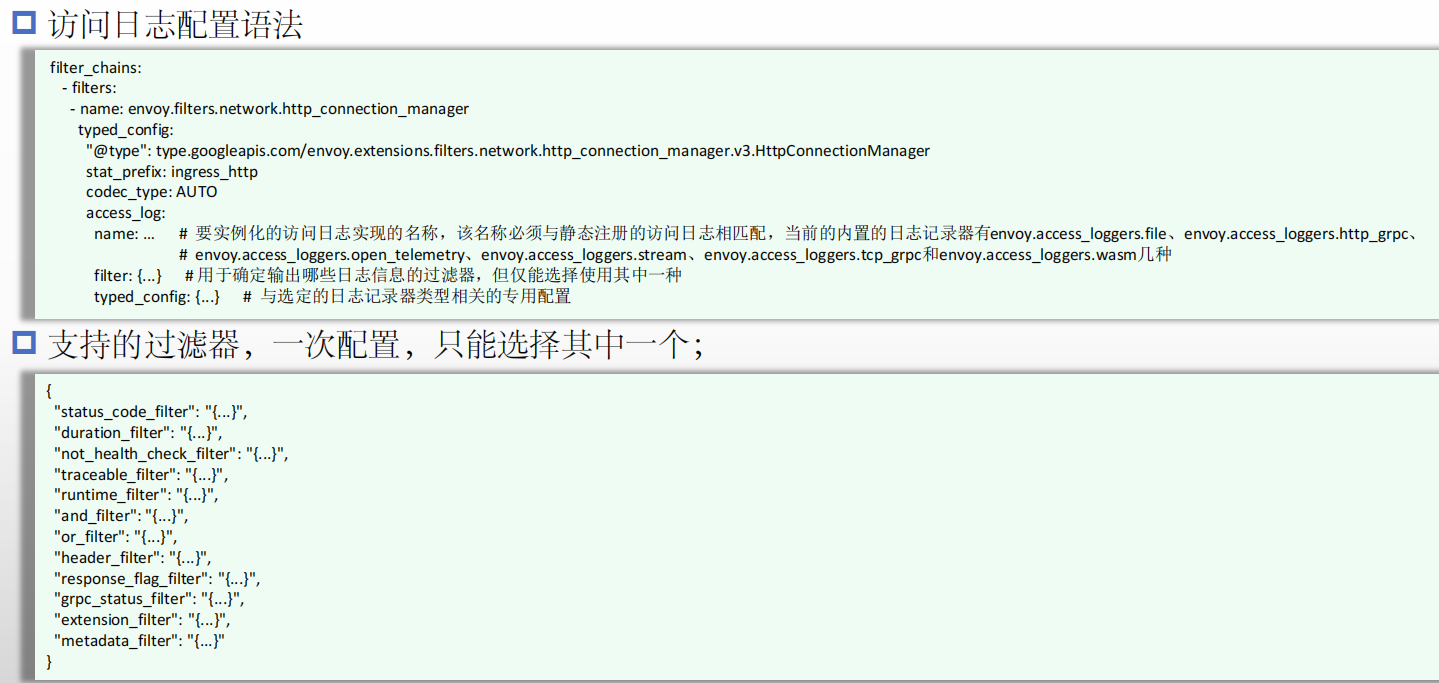 访问日志配置语法
filter_chains:
- filters:
- name: envoy.filters.network.http_connection_manager
typed_config:
"@type": type.googleapis.com/envoy.extensions.filters.network.http_connection_manager.v3.HttpConnectionManager
stat_prefix: ingress_http
codec_type: AUTO
access_log:
name: ... # 要实例化的访问日志实现的名称，该名称必须与静态注册的访问日志相匹配，当前的内置的日志记录器有envoy.access_loggers.file、envoy.access_loggers.http_grpc、
# envoy.access_loggers.open_telemetry、envoy.access_loggers.stream、envoy.access_loggers.tcp_grpc和envoy.access_loggers.wasm几种
filter: {...} # 用于确定输出哪些日志信息的过滤器，但仅能选择使用其中一种
typed_config: {...} # 与选定的日志记录器类型相关的专用配置
支持的过滤器，一次配置，只能选择其中一个；
{
"status_code_filter": "{...}",
"duration_filter": "{...}",
"not_health_check_filter": "{...}",
"traceable_filter": "{...}",
"runtime_filter": "{...}",
"and_filter": "{...}",
"or_filter": "{...}",
"header_filter": "{...}",
"response_flag_filter": "{...}",
"grpc_status_filter": "{...}",
"extension_filter": "{...}",
"metadata_filter": "{...}"
}